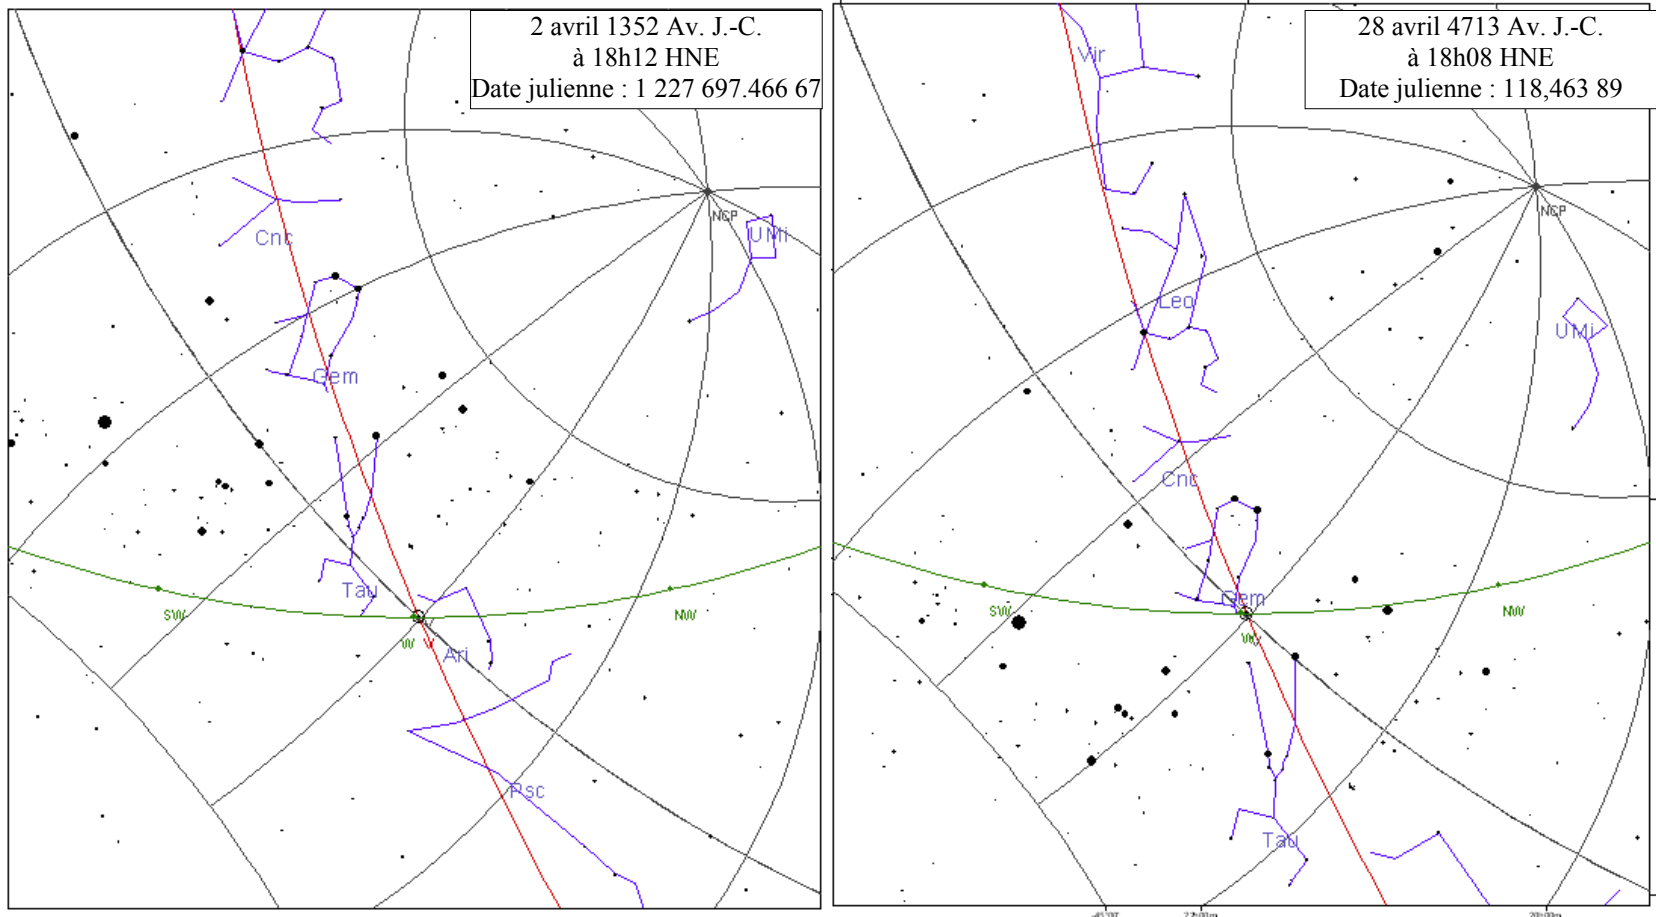 2 avril 1352 Av. J.-C.
à 18h12 HNE
Date julienne : 1 227 697.466 67
NCP
UMi
Cnc
Gem
Tau
SW
W
NW
Ari
Psc
28 avril 4713 Av. J.-C.
à 18h08 HNE
Date julienne : 118,463 89
Vir
NCP
Leo
UMi
Cnc
Gem
SW
W
NW
Tau